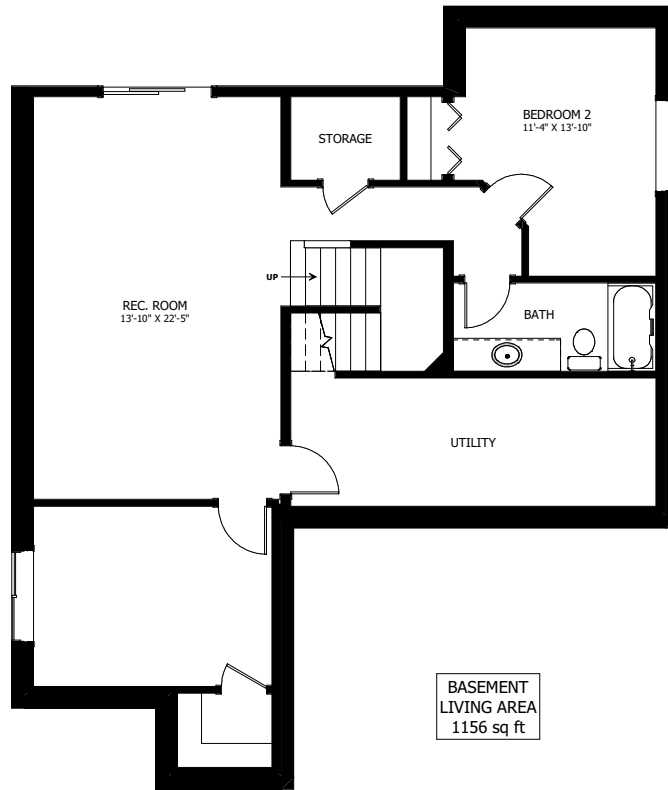 BEDROOM 2
11'-4" X 13'-10"
STORAGE
UP
REC. ROOM
13'-10" X 22'-5"
BATH
UTILITY
BASEMENT
LIVING AREA
1156 sq ft